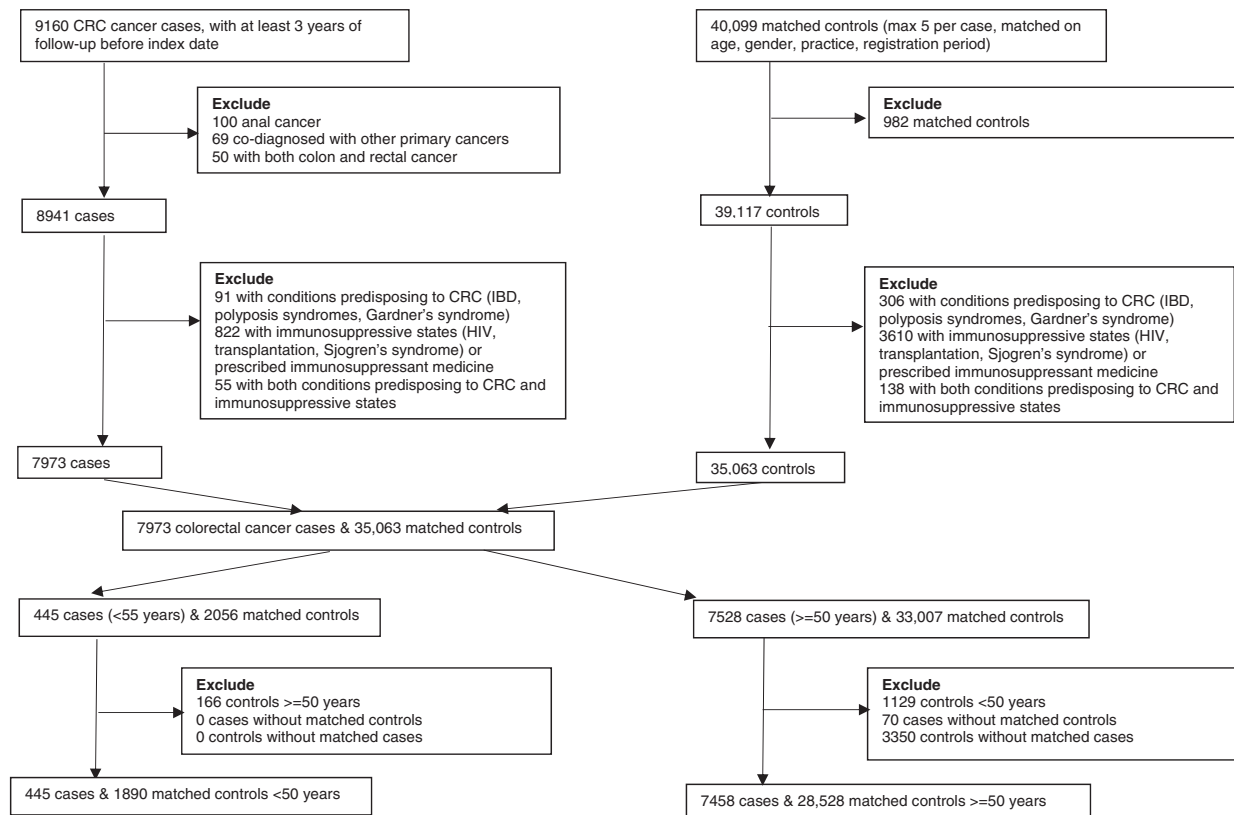 9160 CRC cancer cases, with at least 3 years of
follow-up before index date
40,099 matched controls (max 5 per case, matched on
age, gender, practice, registration period)
Exclude
100 anal cancer
69 co-diagnosed with other primary cancers
50 with both colon and rectal cancer
Exclude
982 matched controls
8941 cases
39,117 controls
Exclude
91 with conditions predisposing to CRC (IBD,
polyposis syndromes, Gardner's syndrome)
822 with immunosuppressive states (HIV,
transplantation, Sjogren's syndrome) or
prescribed immunosuppressant medicine
55 with both conditions predisposing to CRC and
immunosuppressive states
Exclude
306 with conditions predisposing to CRC (IBD,
polyposis syndromes, Gardner's syndrome)
3610 with immunosuppressive states (HIV,
transplantation, Sjogren's syndrome) or
prescribed immunosuppressant medicine
138 with both conditions predisposing to CRC and
immunosuppressive states
7973 cases
35,063 controls
7973 colorectal cancer cases & 35,063 matched controls
445 cases (<55 years) & 2056 matched controls
7528 cases (>=50 years) & 33,007 matched controls
Exclude
166 controls >=50 years
0 cases without matched controls
0 controls without matched cases
Exclude
1129 controls <50 years
70 cases without matched controls
3350 controls without matched cases
445 cases & 1890 matched controls <50 years
7458 cases & 28,528 matched controls >=50 years